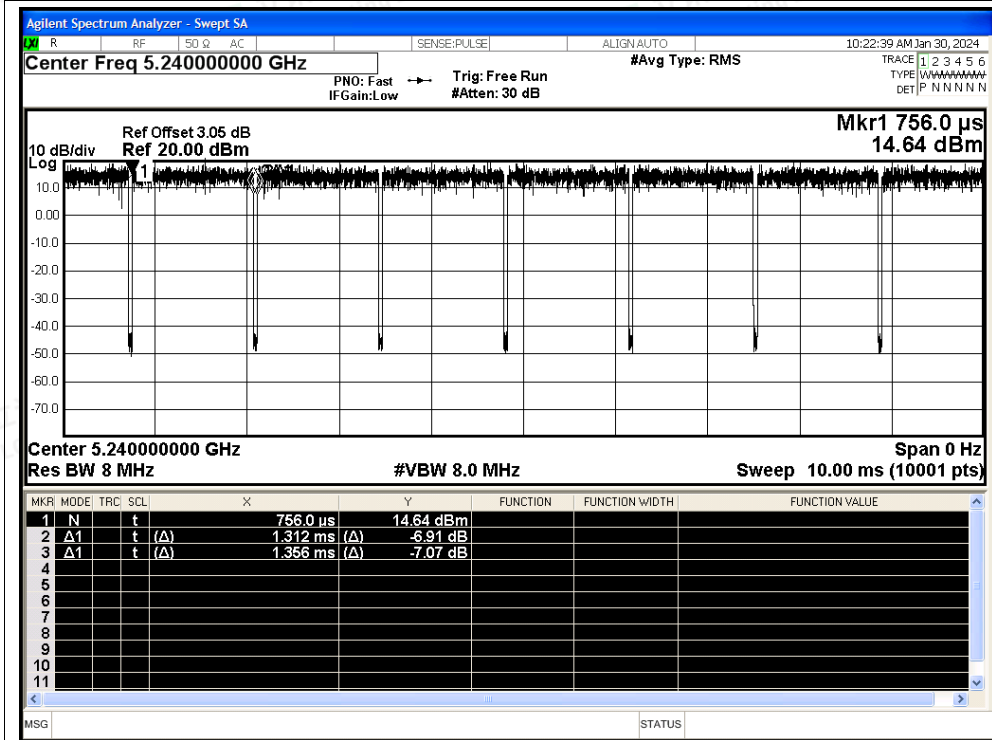 Agilent Spectrum Analyzer - Swept SA
LXI R RF 50 Ω AC SENSE:PULSE ALIGN AUTO 10:22:39 AM Jan 30, 2024
Center Freq 5.240000000 GHz #Avg Type: RMS TRACE 1 2 3 4 5 6
PNO: Fast Trig: Free Run TYPE
IFGain:Low #Atten: 30 dB DET P N N N N N
Mkr1 756.0 µs
Ref Offset 3.05 dB
10 dB/div Ref 20.00 dBm 14.64 dBm
Log
1
10.0
0.00
-10.0
-20.0
-30.0
-40.0
-50.0
-60.0
-70.0
Center 5.240000000 GHz Span 0 Hz
Res BW 8 MHz #VBW 8.0 MHz Sweep 10.00 ms (10001 pts)
MKR MODE TRC SCL X Y FUNCTION FUNCTION WIDTH FUNCTION VALUE
1 N t 756.0 µs 14.64 dBm
2 Δ1 t (Δ) 1.312 ms (Δ) -6.91 dB
3 Δ1 t (Δ) 1.356 ms (Δ) -7.07 dB
4
5
6
7
8
9
10
11
MSG STATUS